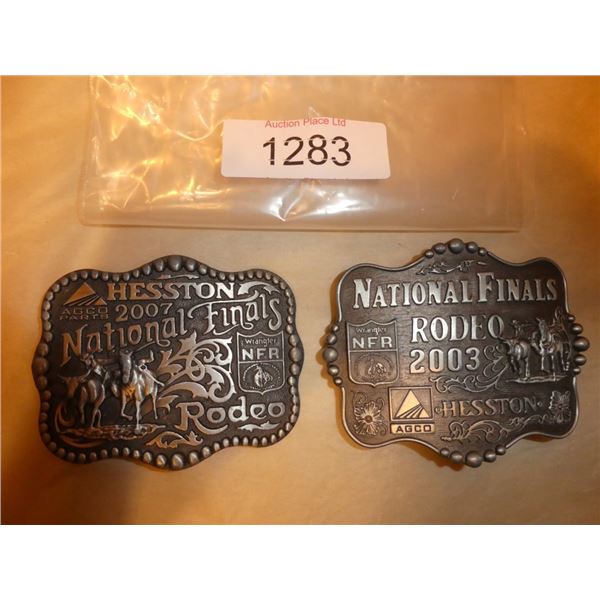 Auction Place Ltd
1283
HESSTON
2007
AGCO
PARTS
National Finals
Wrangler
NFR
Rodeo
NATIONAL FINALS
RODEO
2003
Wrangler
NFR
HESSTON
AGCO